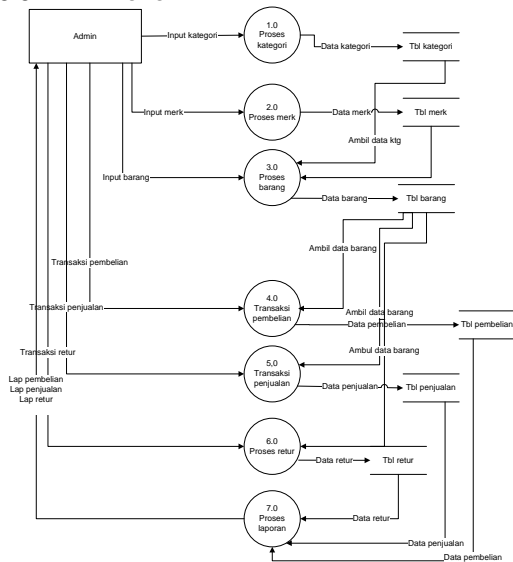 Admin
Input kategori
1.0
Proses
kategori
Data kategori
Tbl kategori
Input merk
2.0
Proses merk
Data merk
Tbl merk
Ambil data ktg
Input barang
3.0
Proses
barang
Data barang
Tbl barang
Ambil data barang
Transaksi pembelian
4.0
Transaksi
pembelian
Transaksi penjualan
Ambil data barang
Data pembelian
Tbl pembelian
Transaksi retur
Ambul data barang
5,0
Transaksi
penjualan
Lap pembelian
Lap penjualan
Lap retur
Data penjualan
Tbl penjualan
6.0
Proses retur
Data retur
Tbl retur
7.0
Proses
laporan
Data retur
Data penjualan
Data pembelian